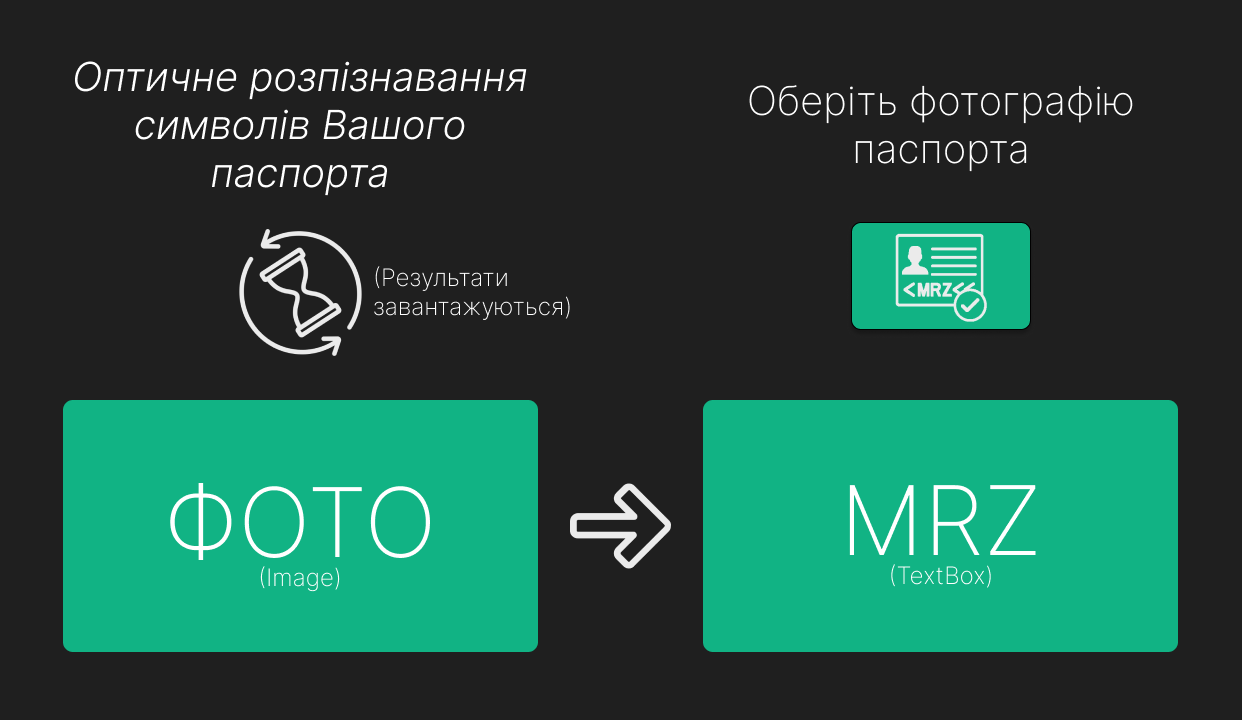 Оптичне розпізнавання
символів Вашого
паспорта
(Результати
завантажуються)
Оберіть фотографію
паспорта
<MRZ<<
ФОТО
(Image)
MRZ
(TextBox)